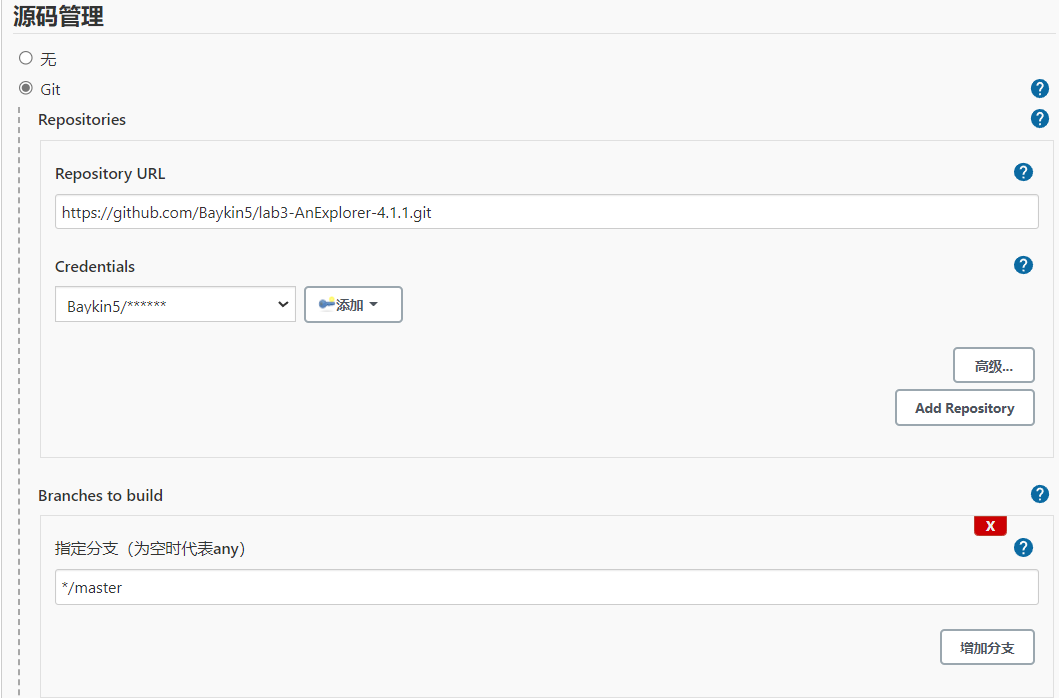 源码管理
无
Git
Repositories
Repository URL
https://github.com/Baykin5/lab3-AnExplorer-4.1.1.git
Credentials
Baykin5/******
添加
高级...
Add Repository
Branches to build
X
指定分支（为空时代表any）
*/master
增加分支